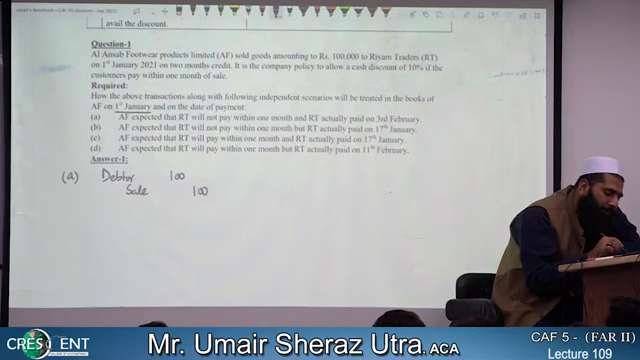 avail the discount.
Question-1
Al Ansab Footwear products limited (AF) sold goods amounting to Rs. 100,000 to Riyam Traders (RT)
on 1st January 2021 on two months credit. It is the company policy to allow a cash discount of 10% if the
customers pay within one month of sale.
Required:
How the above transactions along with following independent scenarios will be treated in the books of
AF on 1st January and on the date of payment:
(a) AF expected that RT will not pay within one month and RT actually paid on 3rd February.
(b) AF expected that RT will not pay within one month but RT actually paid on 17th January.
(c) AF expected that RT will pay within one month and RT actually paid on 17th January.
(d) AF expected that RT will pay within one month but RT actually paid on 11th February.
Answer-1:
(a) Debtor 100
Sale 100
CRESCENT
Mr. Umair Sheraz Utra. ACA
CAF 5 - (FAR II)
Lecture 109